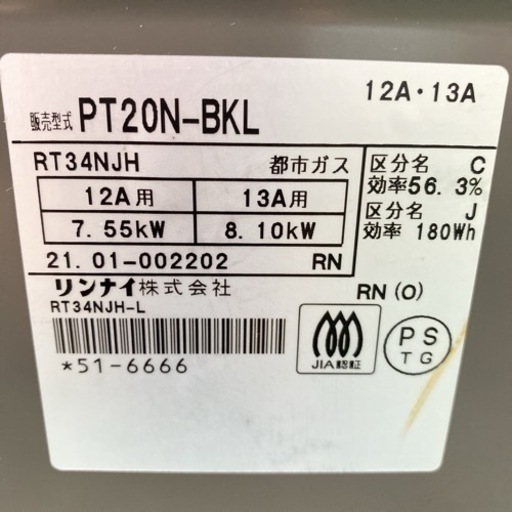 12A・13A
販売型式 PT20N-BKL
RT34NJH 都市ガス
12A用 13A用
7.55kW 8.10kW
区分名 C
効率56.3%
区分名 J
効率 180Wh
21.01-002202 RN
リンナイ株式会社
RN(O)
RT34NJH-L
*51-6666
JIA認証
PS
TG